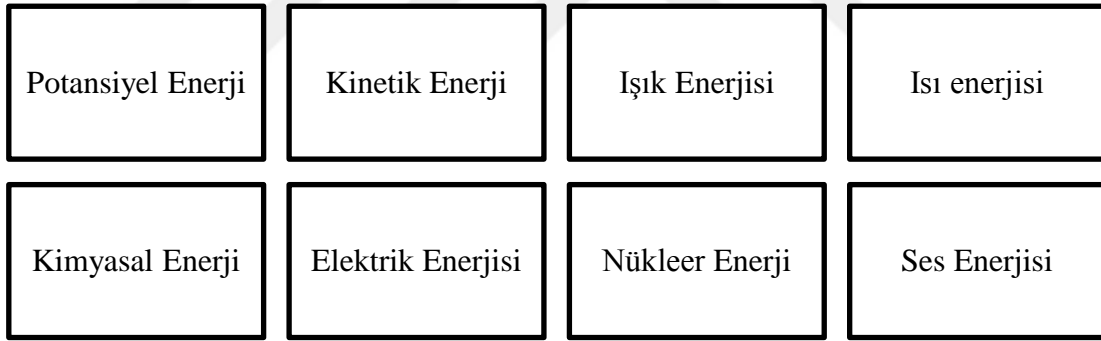 Potansiyel Enerji
Kinetik Enerji
Işık Enerjisi
Isı enerjisi
Kimyasal Enerji
Elektrik Enerjisi
Nükleer Enerji
Ses Enerjisi